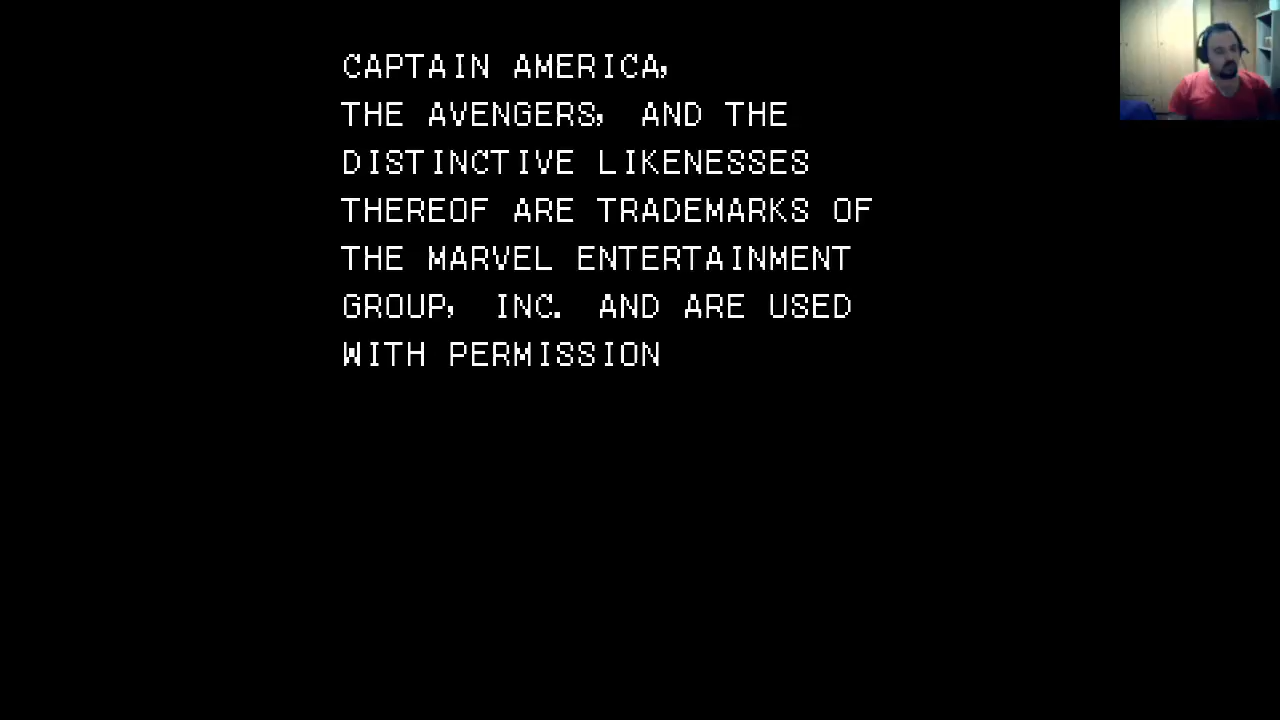 CAPTAIN AMERICA,
THE AVENGERS, AND THE
DISTINCTIVE LIKENESSES
THEREOF ARE TRADEMARKS OF
THE MARVEL ENTERTAINMENT
GROUP, INC. AND ARE USED
WITH PERMISSION